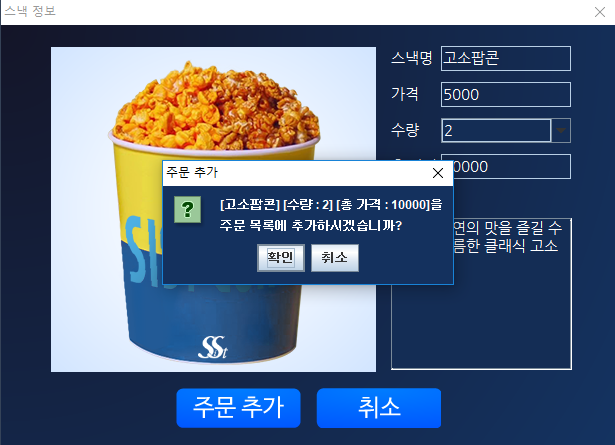 스낵 정보
스낵명 고소팝콘
가격 5000
수량 2
0000
주문 추가
[고소팝콘] [수량 : 2] [총 가격 : 10000]을
주문 목록에 추가하시겠습니까?
확인 취소
연의 맛을 즐길 수
름한 클래식 고소
SSt
주문 추가 취소